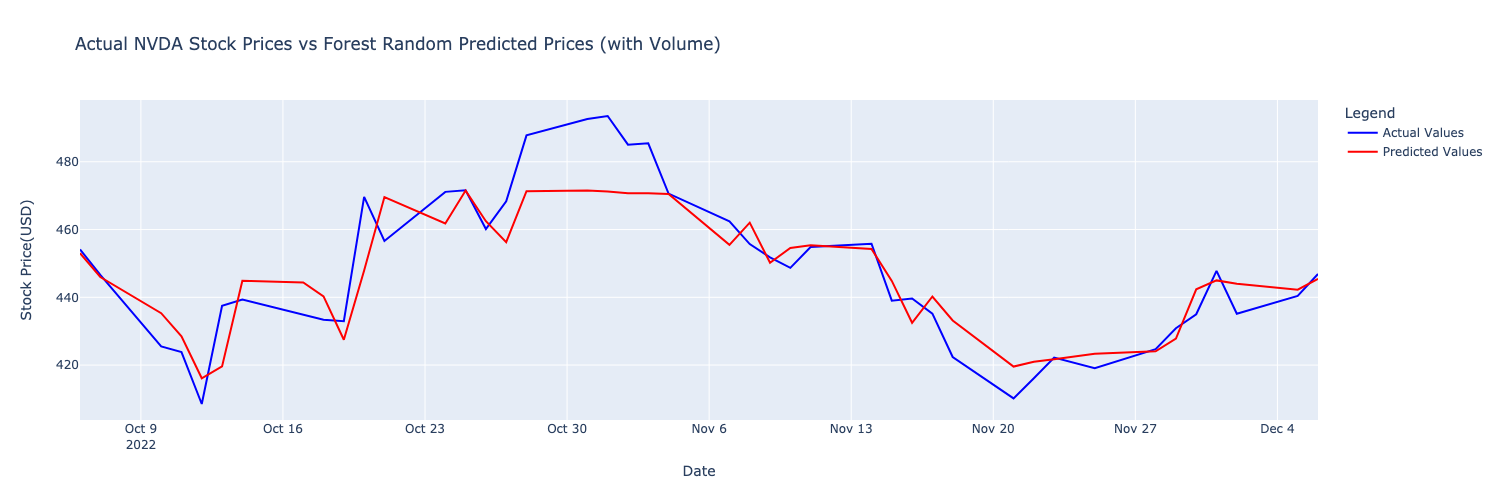 Actual NVDA Stock Prices vs Forest Random Predicted Prices (with Volume)
Legend
Actual Values
Predicted Values
Stock Price(USD)
480
460
440
420
Oct 9
2022
Oct 16
Oct 23
Oct 30
Nov 6
Nov 13
Nov 20
Nov 27
Dec 4
Date